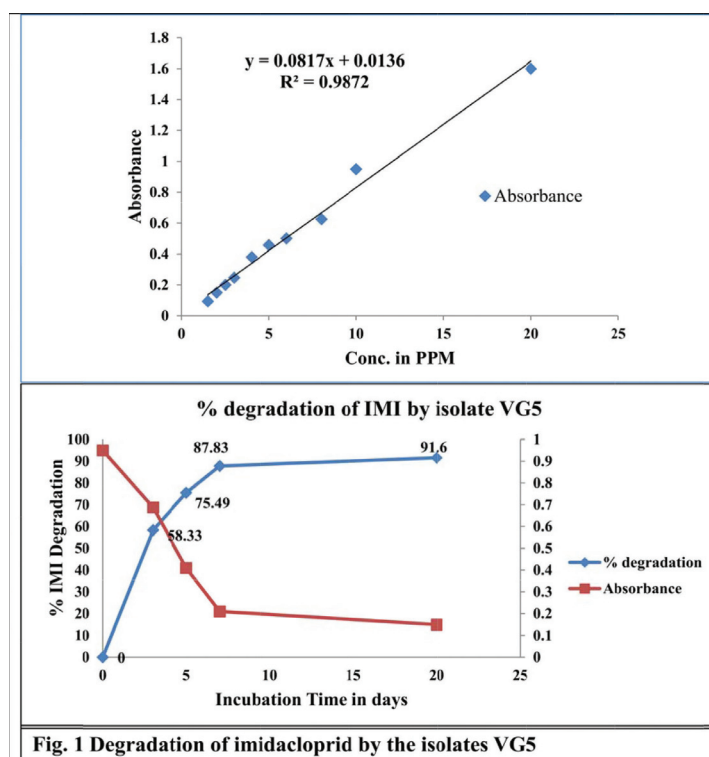 1.8
1.6
1.4
1.2
1
0.8
0.6
0.4
0.2
0
Absorbance
y = 0.0817x + 0.0136
R² = 0.9872
Absorbance
0 5 10 15 20 25
Conc. in PPM
% degradation of IMI by isolate VG5
100
90
80
70
60
50
40
30
20
10
0
% IMI Degradation
87.83
91.6
75.49
58.33
0
1
0.9
0.8
0.7
0.6
0.5
0.4
0.3
0.2
0.1
0
% degradation
Absorbance
0 5 10 15 20 25
Incubation Time in days
Fig. 1 Degradation of imidacloprid by the isolates VG5